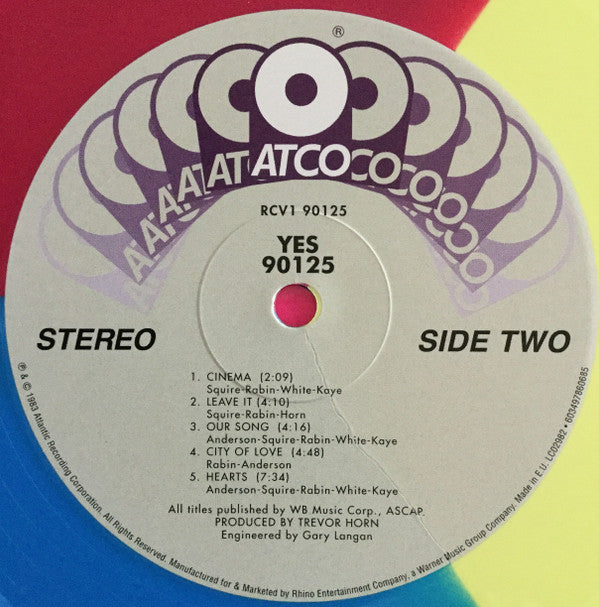 ®
ATCO
RCV1 90125
YES
90125
STEREO
SIDE TWO
1. CINEMA (2:09)
Squire-Rabin-White-Kaye
2. LEAVE IT (4:10)
Squire-Rabin-Horn
3. OUR SONG (4:16)
Anderson-Squire-Rabin-White-Kaye
4. CITY OF LOVE (4:48)
Rabin-Anderson
5. HEARTS (7:34)
Anderson-Squire-Rabin-White-Kaye
All titles published by WB Music Corp., ASCAP.
PRODUCED BY TREVOR HORN
Engineered by Gary Langan
℗ & © 1983 Atlantic Recording Corporation. All Rights Reserved. Manufactured for & Marketed by Rhino Entertainment Company, a Warner Music Group Company. Made in E.U. LC02982 • 603497860685